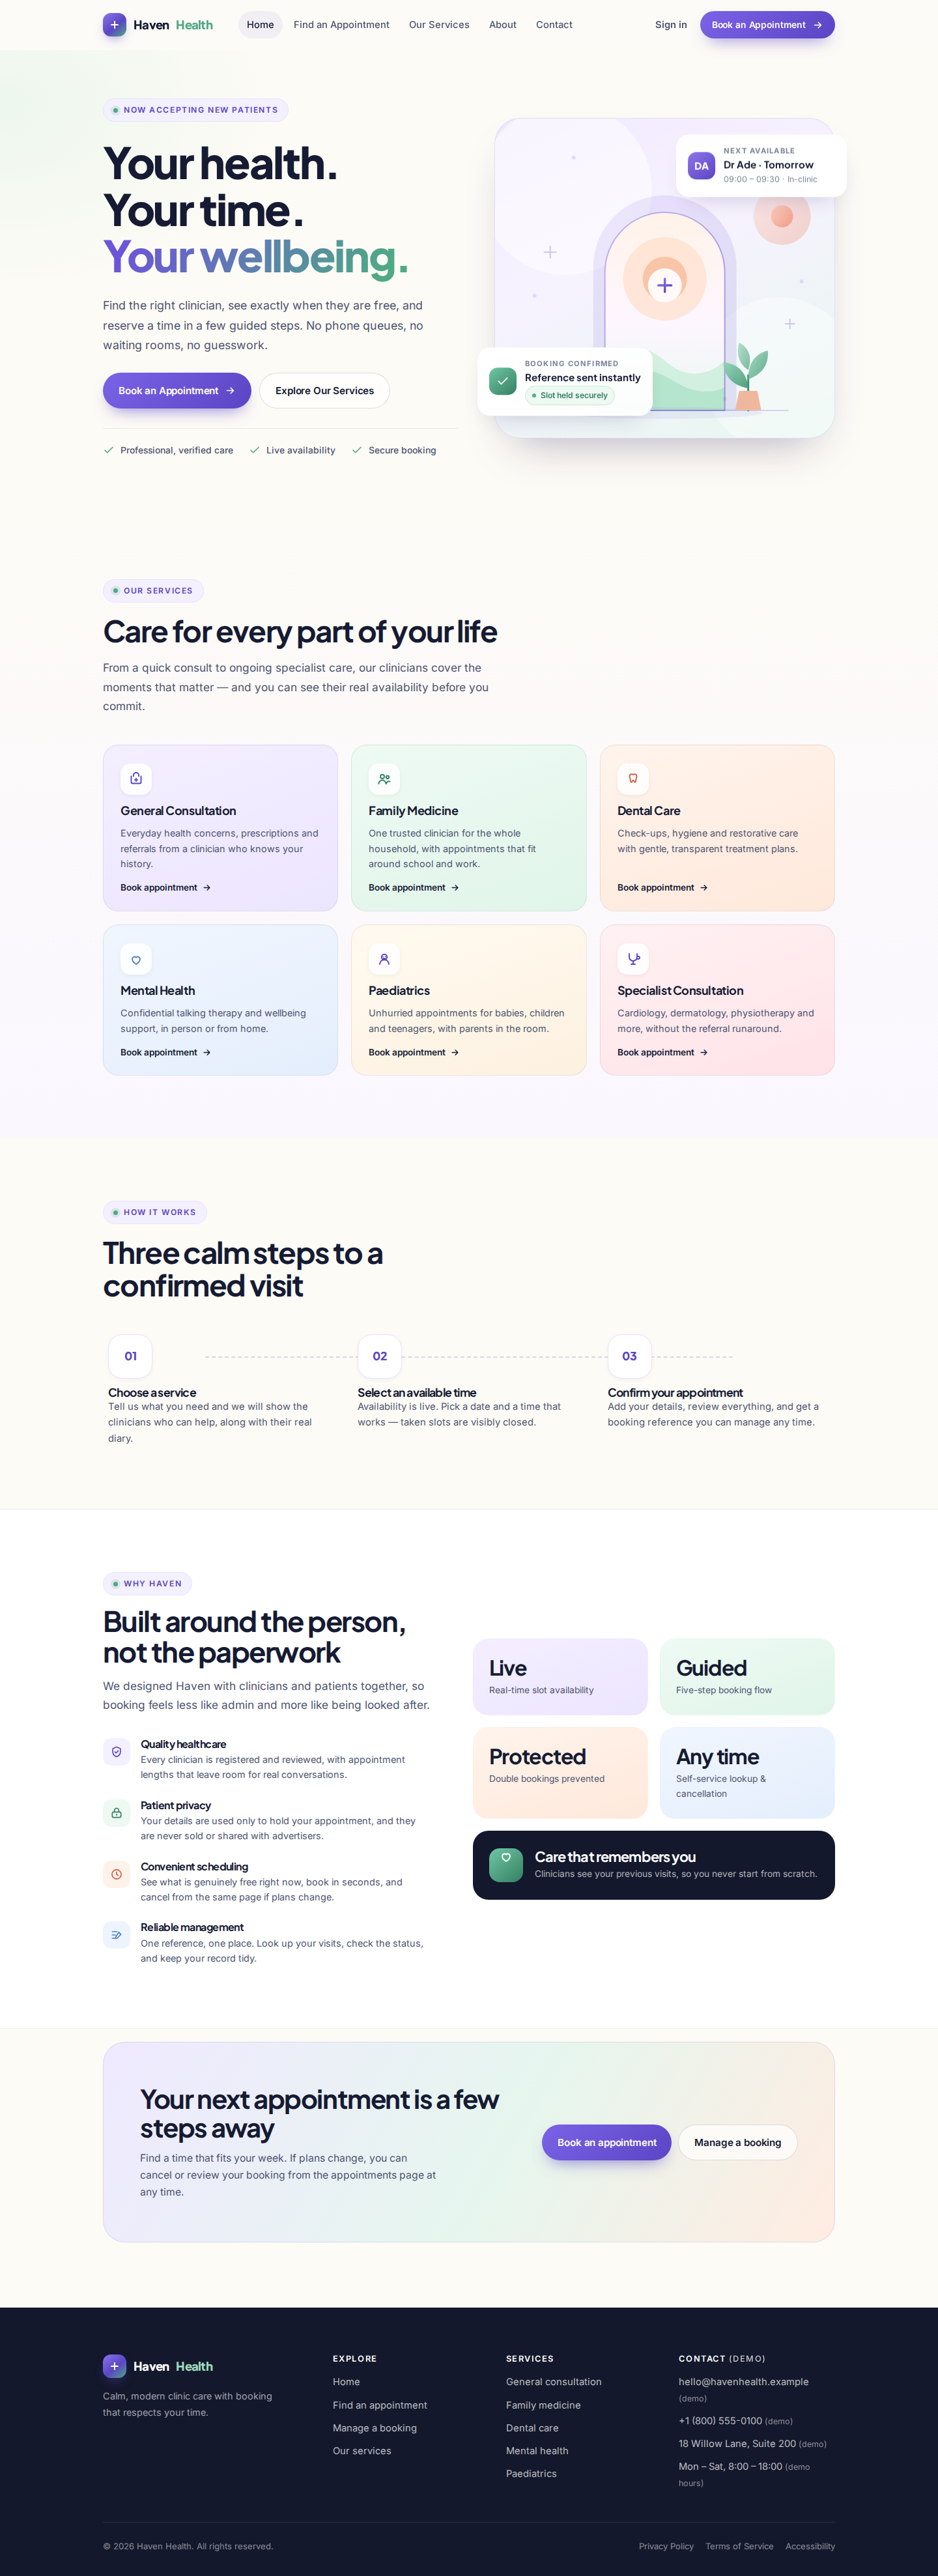 Haven Health
Home
Find an Appointment
Our Services
About
Contact
Sign in
Book an Appointment →
NOW ACCEPTING NEW PATIENTS
Your health.
Your time.
Your wellbeing.
Find the right clinician, see exactly when they are free, and
reserve a time in a few guided steps. No phone queues, no
waiting rooms, no guesswork.
Book an Appointment →
Explore Our Services
Professional, verified care
Live availability
Secure booking
DA
NEXT AVAILABLE
Dr Ade · Tomorrow
09:00 – 09:30 · In-clinic
BOOKING CONFIRMED
Reference sent instantly
Slot held securely
OUR SERVICES
Care for every part of your life
From a quick consult to ongoing specialist care, our clinicians cover the
moments that matter — and you can see their real availability before you
commit.
General Consultation
Everyday health concerns, prescriptions and
referrals from a clinician who knows your
history.
Book appointment →
Family Medicine
One trusted clinician for the whole
household, with appointments that fit
around school and work.
Book appointment →
Dental Care
Check-ups, hygiene and restorative care
with gentle, transparent treatment plans.
Book appointment →
Mental Health
Confidential talking therapy and wellbeing
support, in person or from home.
Book appointment →
Paediatrics
Unhurried appointments for babies, children
and teenagers, with parents in the room.
Book appointment →
Specialist Consultation
Cardiology, dermatology, physiotherapy and
more, without the referral runaround.
Book appointment →
HOW IT WORKS
Three calm steps to a
confirmed visit
01
Choose a service
Tell us what you need and we will show the
clinicians who can help, along with their real
diary.
02
Select an available time
Availability is live. Pick a date and a time that
works — taken slots are visibly closed.
03
Confirm your appointment
Add your details, review everything, and get a
booking reference you can manage any time.
WHY HAVEN
Built around the person,
not the paperwork
We designed Haven with clinicians and patients together, so
booking feels less like admin and more like being looked after.
Quality healthcare
Every clinician is registered and reviewed, with appointment
lengths that leave room for real conversations.
Patient privacy
Your details are used only to hold your appointment, and they
are never sold or shared with advertisers.
Convenient scheduling
See what is genuinely free right now, book in seconds, and
cancel from the same page if plans change.
Reliable management
One reference, one place. Look up your visits, check the status,
and keep your record tidy.
Live
Real-time slot availability
Guided
Five-step booking flow
Protected
Double bookings prevented
Any time
Self-service lookup &
cancellation
Care that remembers you
Clinicians see your previous visits, so you never start from scratch.
Your next appointment is a few
steps away
Find a time that fits your week. If plans change, you can
cancel or review your booking from the appointments page at
any time.
Book an appointment
Manage a booking
Haven Health
Calm, modern clinic care with booking
that respects your time.
EXPLORE
Home
Find an appointment
Manage a booking
Our services
SERVICES
General consultation
Family medicine
Dental care
Mental health
Paediatrics
CONTACT (DEMO)
hello@havenhealth.example
(demo)
+1 (800) 555-0100 (demo)
18 Willow Lane, Suite 200 (demo)
Mon – Sat, 8:00 – 18:00 (demo
hours)
© 2026 Haven Health. All rights reserved.
Privacy Policy
Terms of Service
Accessibility